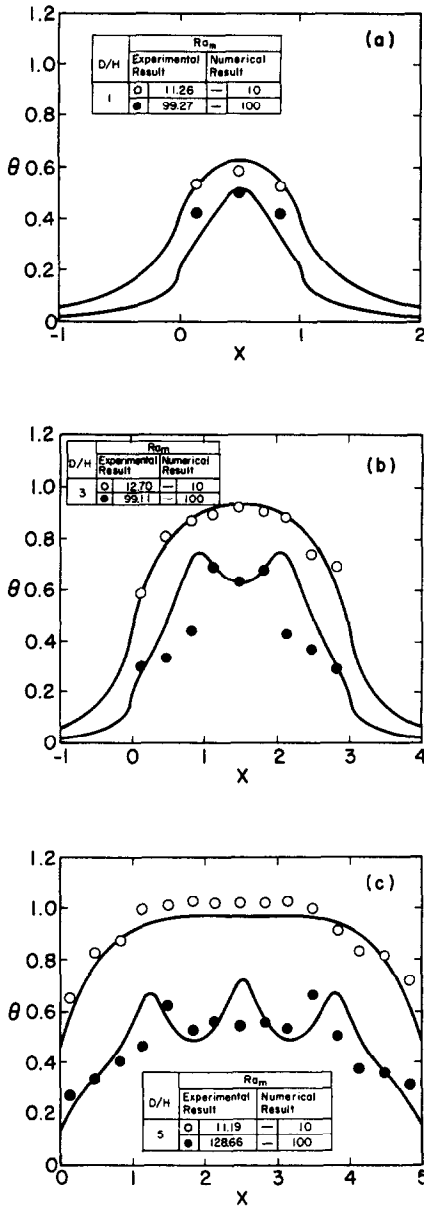 (a)
Ra_m
D/H Experimental Result Numerical Result
1 ○ 11.26 — 10
● 99.27 — 100
1.2
1.0
0.8
0.6
0.4
0.2
0
θ
-1 0 1 2
X
(b)
Ra_m
D/H Experimental Result Numerical Result
3 ○ 12.70 — 10
● 99.11 — 100
1.2
1.0
0.8
0.6
0.4
0.2
0
θ
-1 0 1 2 3 4
X
(c)
1.2
1.0
0.8
0.6
0.4
0.2
0
θ
Ra_m
D/H Experimental Result Numerical Result
5 ○ 11.19 — 10
● 128.66 — 100
0 1 2 3 4 5
X